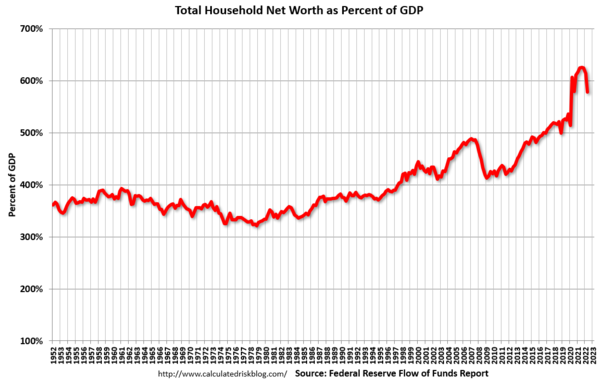 Total Household Net Worth as Percent of GDP
700%
600%
500%
400%
300%
200%
100%
Percent of GDP
1952 1953 1954 1955 1956 1957 1958 1959 1960 1961 1962 1963 1964 1965 1966 1967 1968 1969 1970 1971 1972 1973 1974 1975 1976 1977 1978 1979 1980 1981 1982 1983 1984 1985 1986 1987 1988 1989 1990 1991 1992 1993 1994 1995 1996 1997 1998 1999 2000 2001 2002 2003 2004 2005 2006 2007 2008 2009 2010 2011 2012 2013 2014 2015 2016 2017 2018 2019 2020 2021 2022 2023
http://www.calculatedriskblog.com/ Source: Federal Reserve Flow of Funds Report